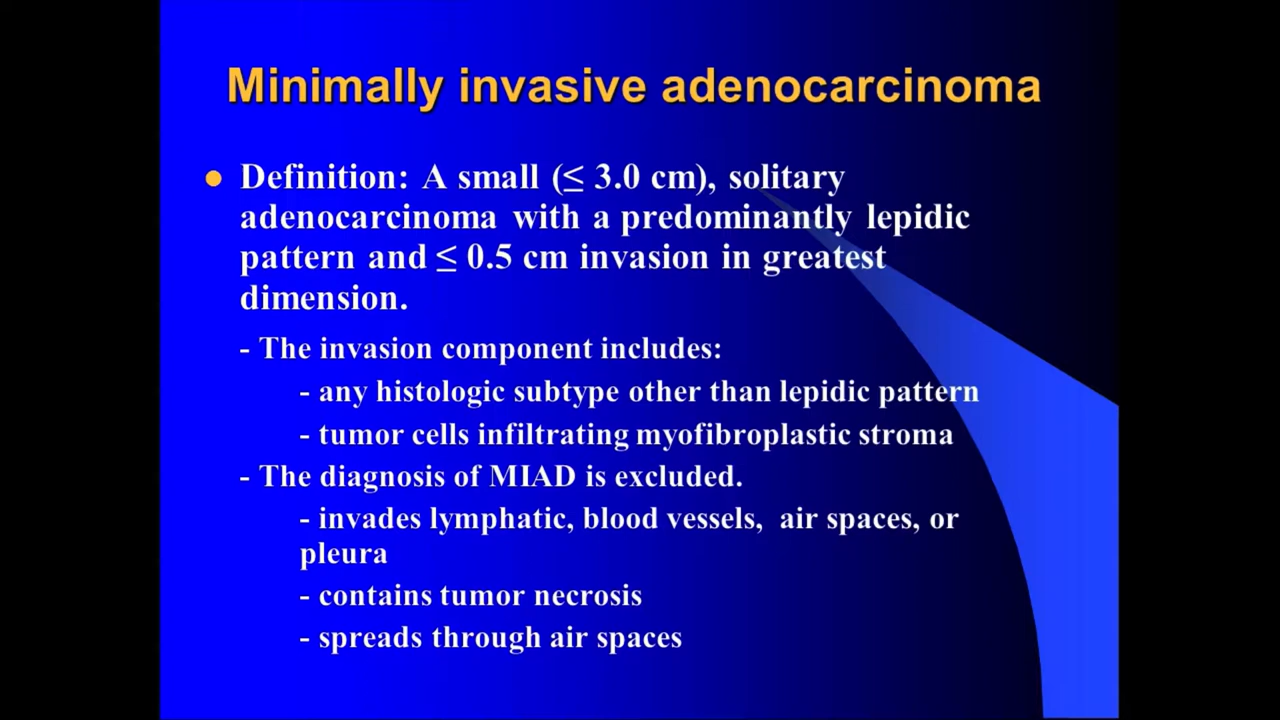 Minimally invasive adenocarcinoma
Definition: A small (≤ 3.0 cm), solitary
adenocarcinoma with a predominantly lepidic
pattern and ≤ 0.5 cm invasion in greatest
dimension.
- The invasion component includes:
- any histologic subtype other than lepidic pattern
- tumor cells infiltrating myofibroplastic stroma
- The diagnosis of MIAD is excluded.
- invades lymphatic, blood vessels, air spaces, or
pleura
- contains tumor necrosis
- spreads through air spaces